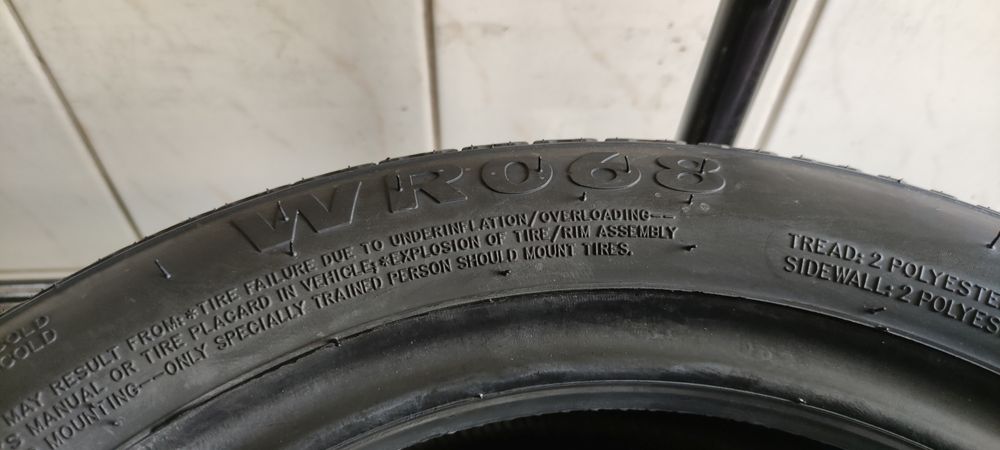 WR068
MAY RESULT FROM:*TIRE FAILURE DUE TO UNDERINFLATION/OVERLOADING--
MANUAL OR TIRE PLACARD IN VEHICLE;*EXPLOSION OF TIRE/RIM ASSEMBLY
MOUNTING--ONLY SPECIALLY TRAINED PERSON SHOULD MOUNT TIRES.
TREAD: 2 POLYESTE
SIDEWALL: 2 POLYES
COLD